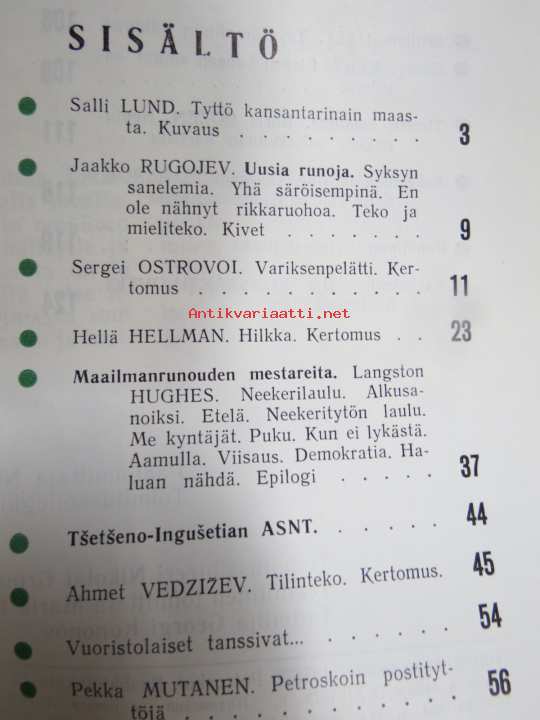 SISÄLTÖ
Salli LUND. Tyttö kansantarinain maas-
ta. Kuvaus . . . . . . . . . 3
Jaakko RUGOJEV. Uusia runoja. Syksyn
sanelemia. Yhä säröisempinä. En
ole nähnyt rikkaruohoa. Teko ja
mieliteko. Kivet . . . . . . . 9
Sergei OSTROVOI. Variksenpelätti. Ker-
tomus . . . . . . . . . . . 11
Antikvariaatti.net
Hellä HELLMAN. Hilkka. Kertomus . . 23
Maailmanrunouden mestareita. Langston
HUGHES. Neekerilaulu. Alkusa-
noiksi. Etelä. Neekeritytön laulu.
Me kyntäjät. Puku. Kun ei lykästä.
Aamulla. Viisaus. Demokratia. Ha-
luan nähdä. Epilogi . . . . . 37
Tšetšeno-Ingušetian ASNT. . . . . . 44
Ahmet VEDZIŽEV. Tilinteko. Kertomus. 45
Vuoristolaiset tanssivat... . . . . . . 54
Pekka MUTANEN. Petroskoin postityt-
töjä . . . . . . . . . . . 56